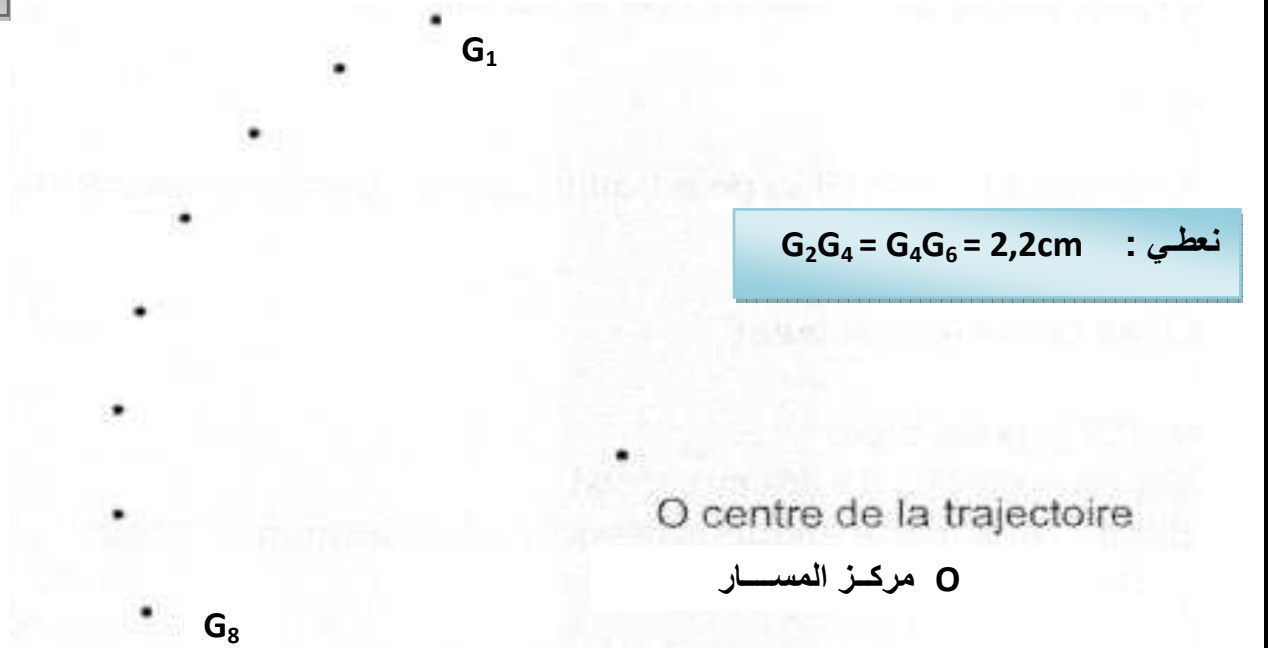 G₁
نعطي : G₂G₄ = G₄G₆ = 2,2cm
O centre de la trajectoire
O مركز المسار
G₈